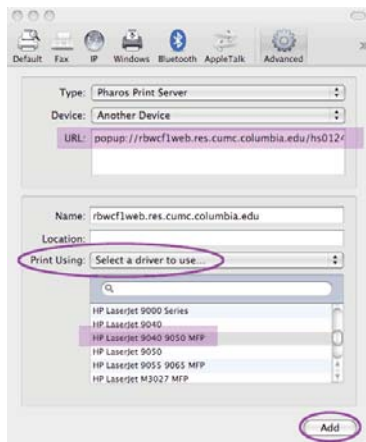 Default Fax IP Windows Bluetooth AppleTalk Advanced
Type: Pharos Print Server
Device: Another Device
URL: popup://rbwcf1web.res.cumc.columbia.edu/hs0124
Name: rbwcf1web.res.cumc.columbia.edu
Location:
Print Using: Select a driver to use...
HP LaserJet 9000 Series
HP LaserJet 9040
HP LaserJet 9040 9050 MFP
HP LaserJet 9050
HP LaserJet 9055 9065 MFP
HP LaserJet M3027 MFP
Add